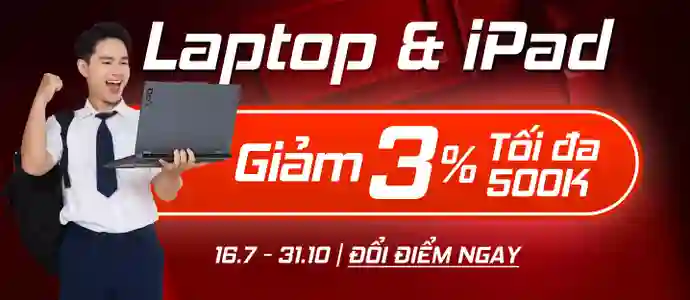 Laptop & iPad
Giảm 3% Tối đa 500K
16.7 - 31.10 | ĐỔI ĐIỂM NGAY